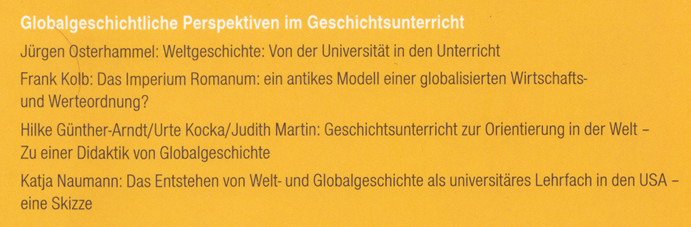 Globalgeschichtliche Perspektiven im Geschichtsunterricht
Jürgen Osterhammel: Weltgeschichte: Von der Universität in den Unterricht
Frank Kolb: Das Imperium Romanum: ein antikes Modell einer globalisierten Wirtschafts-
und Werteordnung?
Hilke Günther-Arndt/Urte Kocka/Judith Martin: Geschichtsunterricht zur Orientierung in der Welt –
Zu einer Didaktik von Globalgeschichte
Katja Naumann: Das Entstehen von Welt- und Globalgeschichte als universitäres Lehrfach in den USA –
eine Skizze